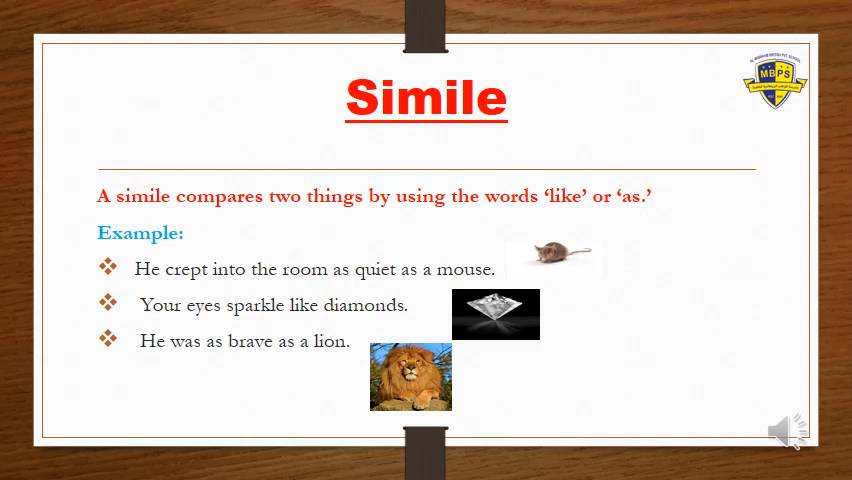 Simile
MBPS
A simile compares two things by using the words ‘like’ or ‘as.’
Example:
He crept into the room as quiet as a mouse.
Your eyes sparkle like diamonds.
He was as brave as a lion.